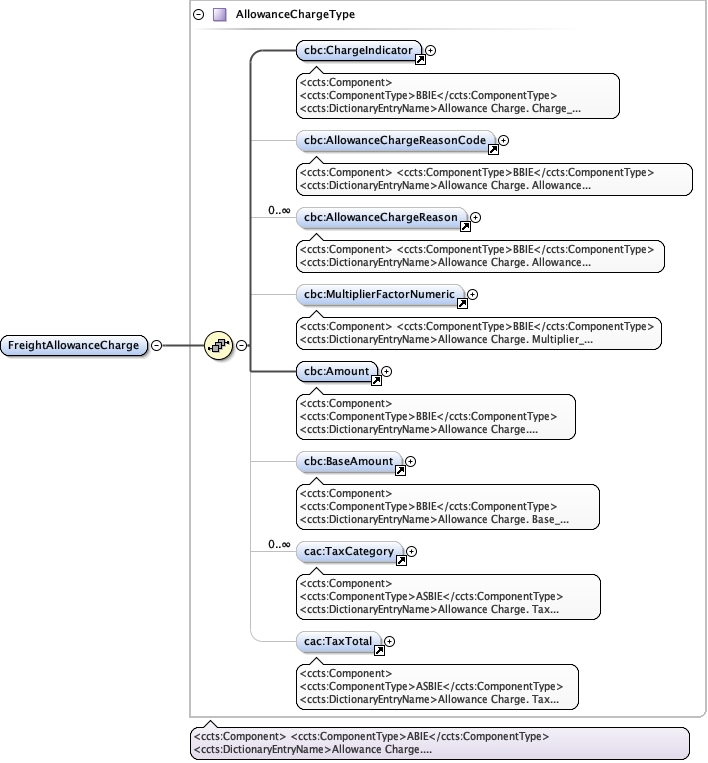 AllowanceChargeType
cbc:ChargeIndicator
<ccts:Component>
<ccts:ComponentType>BBIE</ccts:ComponentType>
<ccts:DictionaryEntryName>Allowance Charge. Charge_...
cbc:AllowanceChargeReasonCode
<ccts:Component> <ccts:ComponentType>BBIE</ccts:ComponentType>
<ccts:DictionaryEntryName>Allowance Charge. Allowance...
0..∞
cbc:AllowanceChargeReason
<ccts:Component> <ccts:ComponentType>BBIE</ccts:ComponentType>
<ccts:DictionaryEntryName>Allowance Charge. Allowance...
cbc:MultiplierFactorNumeric
<ccts:Component> <ccts:ComponentType>BBIE</ccts:ComponentType>
<ccts:DictionaryEntryName>Allowance Charge. Multiplier_...
FreightAllowanceCharge
cbc:Amount
<ccts:Component>
<ccts:ComponentType>BBIE</ccts:ComponentType>
<ccts:DictionaryEntryName>Allowance Charge....
cbc:BaseAmount
<ccts:Component>
<ccts:ComponentType>BBIE</ccts:ComponentType>
<ccts:DictionaryEntryName>Allowance Charge. Base_...
0..∞
cac:TaxCategory
<ccts:Component>
<ccts:ComponentType>ASBIE</ccts:ComponentType>
<ccts:DictionaryEntryName>Allowance Charge. Tax...
cac:TaxTotal
<ccts:Component>
<ccts:ComponentType>ASBIE</ccts:ComponentType>
<ccts:DictionaryEntryName>Allowance Charge. Tax...
<ccts:Component> <ccts:ComponentType>ABIE</ccts:ComponentType>
<ccts:DictionaryEntryName>Allowance Charge....